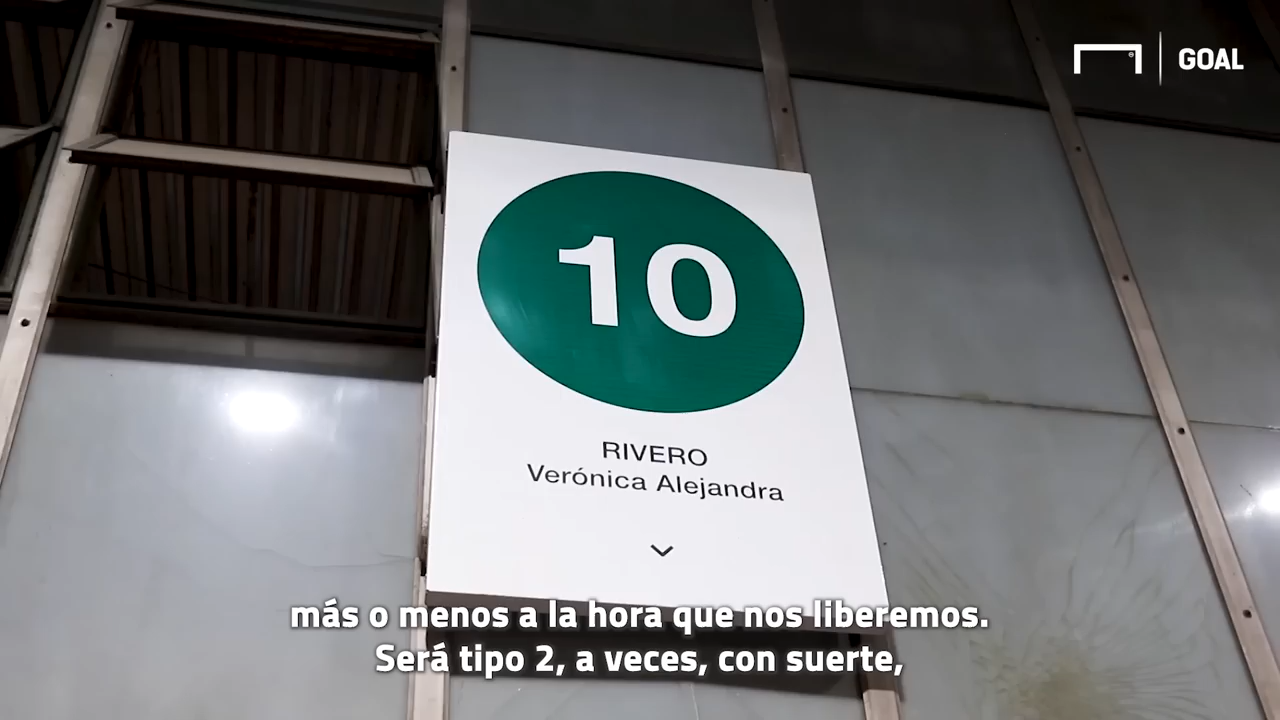 GOAL
10
RIVERO
Verónica Alejandra
más o menos a la hora que nos liberemos.
Será tipo 2, a veces, con suerte,